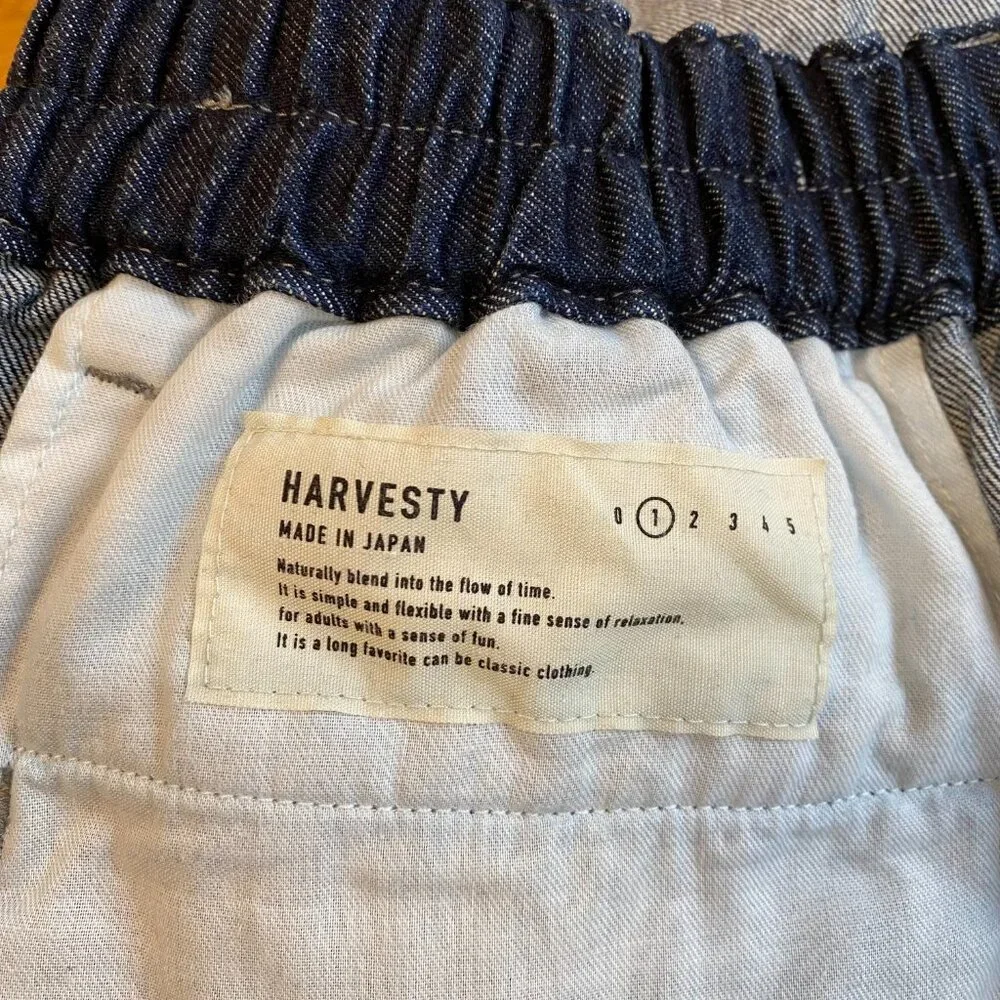 HARVESTY
0 1 2 3 4 5
MADE IN JAPAN
Naturally blend into the flow of time.
It is simple and flexible with a fine sense of relaxation,
for adults with a sense of fun.
It is a long favorite can be classic clothing.